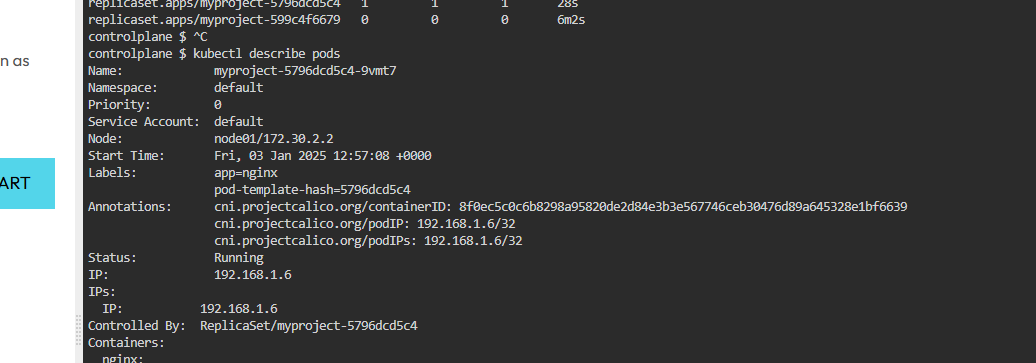 replicaset.apps/myproject-5796dcd5c4 1 1 1 28s
replicaset.apps/myproject-599c4f6679 0 0 0 6m2s
controlplane $ ^C
controlplane $ kubectl describe pods
Name: myproject-5796dcd5c4-9vmt7
Namespace: default
Priority: 0
Service Account: default
Node: node01/172.30.2.2
Start Time: Fri, 03 Jan 2025 12:57:08 +0000
Labels: app=nginx
pod-template-hash=5796dcd5c4
Annotations: cni.projectcalico.org/containerID: 8f0ec5c0c6b8298a95820de2d84e3b3e567746ceb30476d89a645328e1bf6639
cni.projectcalico.org/podIP: 192.168.1.6/32
cni.projectcalico.org/podIPs: 192.168.1.6/32
Status: Running
IP: 192.168.1.6
IPs:
IP: 192.168.1.6
Controlled By: ReplicaSet/myproject-5796dcd5c4
Containers:
nginx:
n as
ART